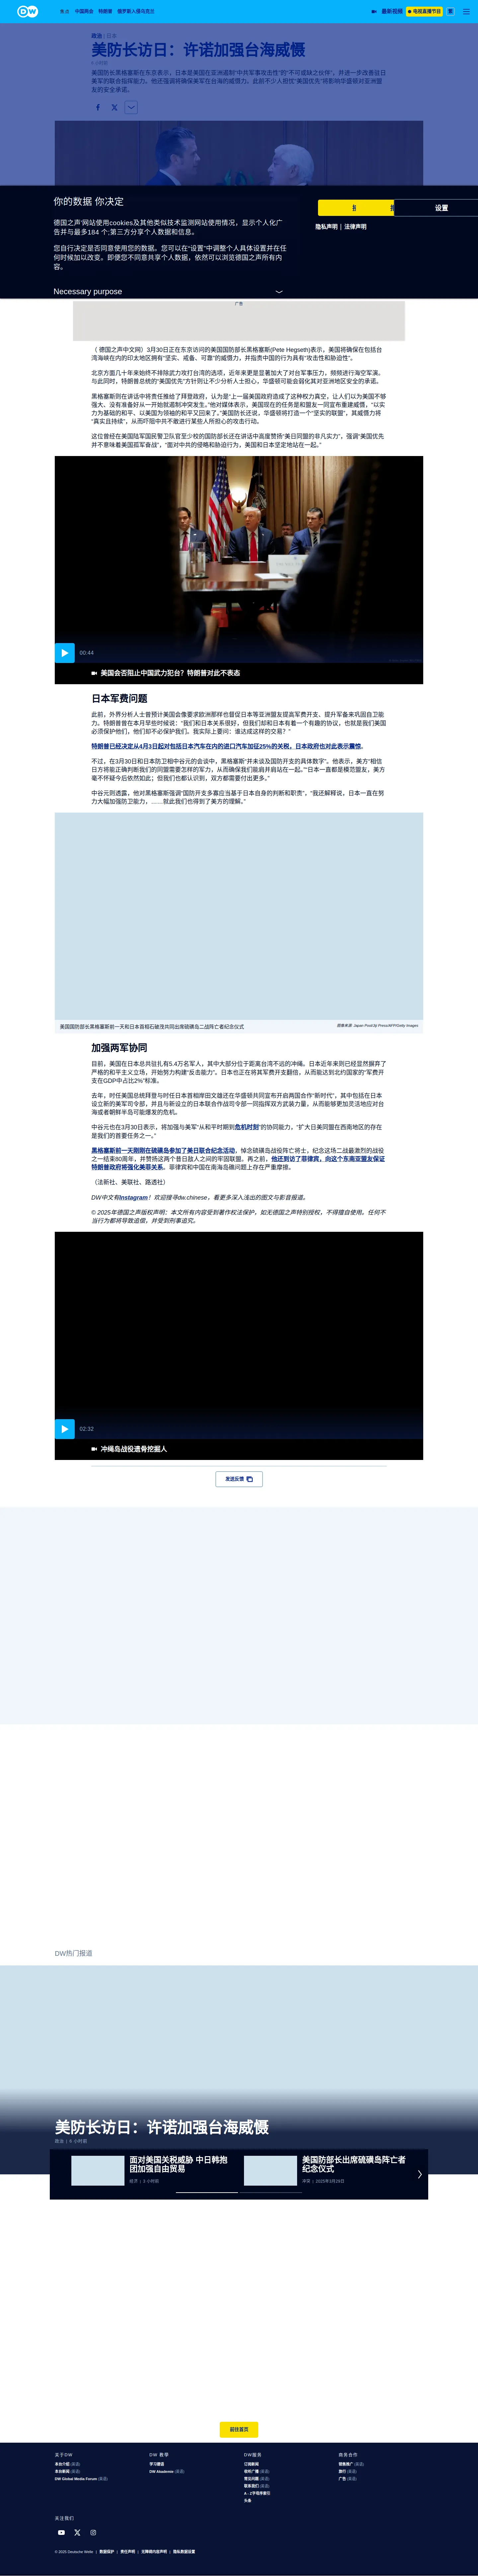 DW
焦点 中国两会 特朗普 俄罗斯入侵乌克兰
最新视频
电视直播节目
繁
政治 | 日本
美防长访日：许诺加强台海威慑
美国防长黑格塞斯在东京表示，日本是美国在亚洲遏制"中共军事攻击性"的"不可或缺之伙伴"，并进一步改善驻日
美军的联合指挥能力。他还强调将确保美军在台海的威慑力。此前不少人担忧"美国优先"将影响华盛顿对亚洲
盟友的安全承诺。
你的数据 你决定
德国之声'网站使用cookies及其他类似技术监测网站使用情况，显示个人化广
告并与最多184 个;第三方分享个人数据和信息。
您自行决定是否同意使用您的数据。您可以在"设置"中调整个人具体设置并在任
何时候加以改变。即便您不同意共享个人数据，依然可以浏览德国之声所有内
容。
Necessary purpose
设置
隐私声明 | 法律声明
广告
（ 德国之声中文网）3月30日正在东京访问的美国国防部长黑格塞斯(Pete Hegseth)表示，美国将确保在包括台
湾海峡在内的印太地区拥有"坚实、戒备、可靠"的威慑力，并指责中国的行为具有"攻击性和胁迫性"。
北京方面几十年来始终不排除武力攻打台湾的选项，近年来更是显著加大了对台军事压力，频频进行海空军演。
与此同时，特朗普总统的"美国优先"方针则让不少分析人士担心，华盛顿可能会弱化其对亚洲地区安全的承诺。
黑格塞斯则在讲话中将责任推给了拜登政府，认为是"上一届美国政府造成了这种权力真空，让人们以为美国不够
强大、没有准备好从一开始就遏制冲突发生。"他对媒体表示，美国现在的任务是和盟友一同宣布重建威慑，"以实
力为基础的和平、以美国为领袖的和平又回来了。"美国防长还说，华盛顿将打造一个"坚实的联盟"，其威慑力将
"真实且持续"，从而吓阻中共不敢进行某些人所担心的攻击行动。
这位曾经在美国陆军国民警卫队官至少校的国防部长还在讲话中高度赞扬"美日同盟的非凡实力"，强调"美国优先
并不意味着美国孤军奋战"，"面对中共的侵略和胁迫行为，美国和日本坚定地站在一起。"
00:44
美国会否阻止中国武力犯台？特朗普对此不表态
日本军费问题
此前，外界分析人士曾预计美国会像要求欧洲那样也督促日本等亚洲盟友提高军费开支、提升军备来巩固自卫能
力。特朗普曾在本月早些时候说："我们和日本关系很好，但我们却和日本有着一个有趣的协议，也就是我们美国必
须保护他们，他们却不必保护我们。我实际上要问：谁达成这样的交易？"
特朗普已经决定从4月3日起对包括日本汽车在内的进口汽车加征25%的关税，日本政府也对此表示震惊。
不过，在3月30日和日本防卫相中谷元的会谈中，黑格塞斯"并未谈及国防开支的具体数字"。他表示，美方"相信
日方将能正确判断我们的同盟需要怎样的军力，从而确保我们能肩并肩站在一起。""日本一直都是模范盟友，美方
毫不怀疑今后依然如此；但我们也都认识到，双方都需要付出更多。"
中谷元则透露，他对黑格塞斯强调"国防开支多寡应当基于日本自身的判断和职责"，"我还解释说，日本一直在努
力大幅加强防卫能力，......就此我们也得到了美方的理解。"
美国国防部长黑格塞斯前一天和日本首相石破茂共同出席硫磺岛二战阵亡者纪念仪式
图像来源: Japan Pool/Jiji Press/AFP/Getty Images
加强两军协同
目前，美国在日本总共驻扎有5.4万名军人，其中大部分位于距离台湾不远的冲绳。日本近年来则已经显然摒弃了
严格的和平主义立场，开始努力构建"反击能力"。日本也正在将其军费开支翻倍，从而能达到北约国家的"军费开
支在GDP中占比2%"标准。
去年，时任美国总统拜登与时任日本首相岸田文雄还在华盛顿共同宣布开启两国合作"新时代"，其中包括在日本
设立新的美军司令部，并且与新设立的日本联合作战司令部一同指挥双方武装力量，从而能够更加灵活地应对台
海或者朝鲜半岛可能爆发的危机。
中谷元也在3月30日表示，将加强与美军"从和平时期到危机时刻"的协同能力，"扩大日美同盟在西南地区的存在
是我们的首要任务之一。"
黑格塞斯前一天刚刚在硫磺岛参加了美日联合纪念活动，悼念硫磺岛战役阵亡将士，纪念这场二战最激烈的战役
之一结束80周年，并赞扬这两个昔日敌人之间的牢固联盟。再之前，他还到访了菲律宾，向这个东南亚盟友保证
特朗普政府将强化美菲关系。菲律宾和中国在南海岛礁问题上存在严重摩擦。
（法新社、美联社、路透社）
DW中文有Instagram！欢迎搜寻dw.chinese，看更多深入浅出的图文与影音报道。
© 2025年德国之声版权声明：本文所有内容受到著作权法保护，如无德国之声特别授权，不得擅自使用。任何不
当行为都将导致追偿，并受到刑事追究。
02:32
冲绳岛战役遗骨挖掘人
发送反馈
DW热门报道
美防长访日：许诺加强台海威慑
政治 | 4 小时前
面对美国关税威胁 中日韩抱
团加强自由贸易
经济 | 3 小时前
美国防部长出席硫磺岛阵亡者
纪念仪式
冲突 | 2025年3月29日
前往首页
关于DW
本台介绍 (英语)
本台新闻 (英语)
DW Global Media Forum (英语)
DW 教学
学习德语
DW Akademie (英语)
DW服务
订阅新闻
收听广播 (英语)
常见问题 (英语)
联系我们 (英语)
A - Z字母序索引
头条
商务合作
销售推广 (英语)
旅行 (英语)
广告 (英语)
关注我们
© 2025 Deutsche Welle | 数据保护 | 责任声明 | 无障碍内容声明 | 隐私数据设置